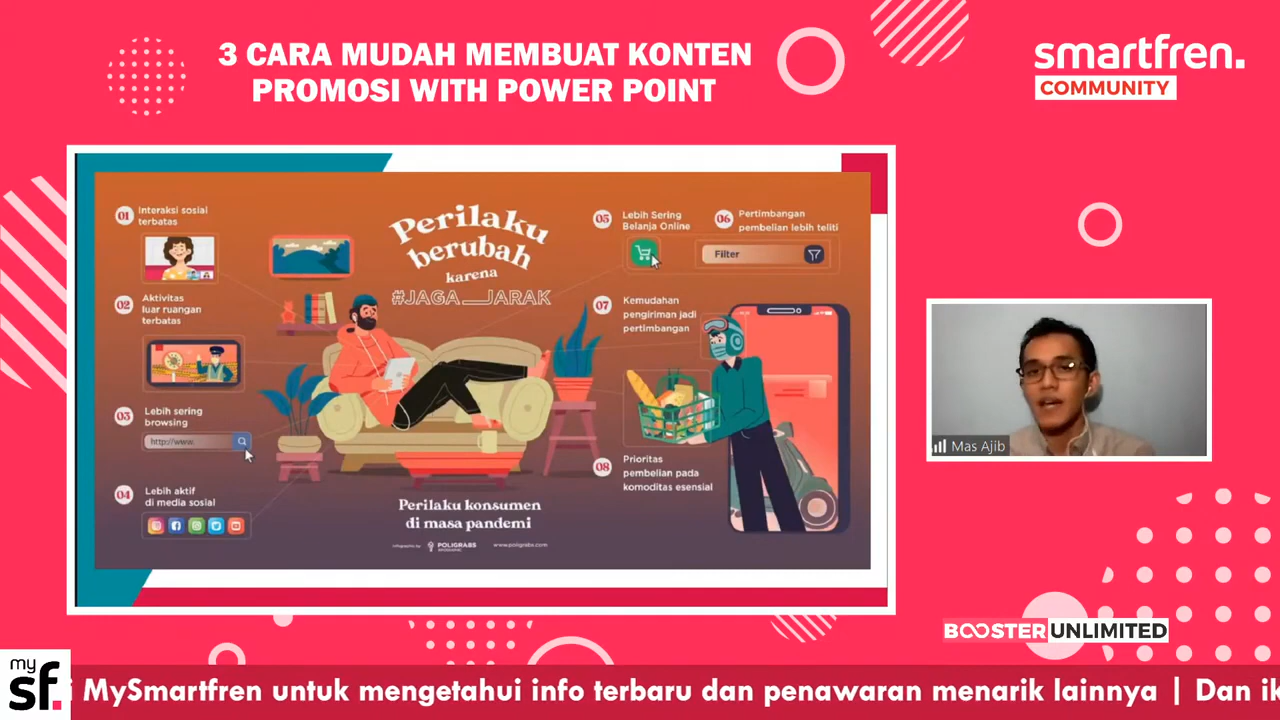 3 CARA MUDAH MEMBUAT KONTEN
PROMOSI WITH POWER POINT
smartfren.
COMMUNITY
01 Interaksi sosial
terbatas
02 Aktivitas
luar ruangan
terbatas
03 Lebih sering
browsing
http://www.
04 Lebih aktif
di media sosial
Perilaku
berubah
karena
#JAGA__JARAK
05 Lebih Sering
Belanja Online
06 Pertimbangan
pembelian lebih teliti
Filter
07 Kemudahan
pengiriman jadi
pertimbangan
08 Prioritas
pembelian pada
komoditas esensial
Perilaku konsumen
di masa pandemi
infographic by POLIGRABS
www.poligrabs.com
Mas Ajib
BOOSTER UNLIMITED
my
sf.
i MySmartfren untuk mengetahui info terbaru dan penawaran menarik lainnya | Dan ik